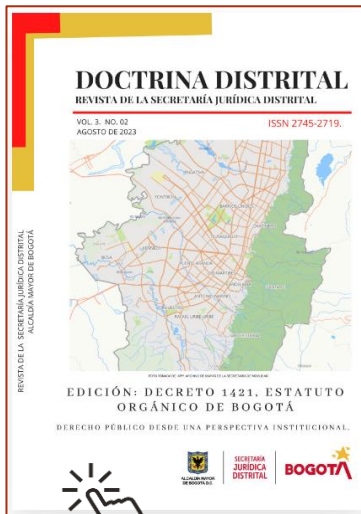 DOCTRINA DISTRITAL
REVISTA DE LA SECRETARÍA JURÍDICA DISTRITAL
VOL. 3. NO. 02
AGOSTO DE 2023
ISSN 2745-2719.
REVISTA DE LA SECRETARÍA JURÍDICA DISTRITAL
ALCALDÍA MAYOR DE BOGOTÁ
EDICIÓN: DECRETO 1421, ESTATUTO
ORGÁNICO DE BOGOTÁ
DERECHO PÚBLICO DESDE UNA PERSPECTIVA INSTITUCIONAL.
ALCALDÍA MAYOR
DE BOGOTÁ D.C.
SECRETARÍA
JURÍDICA
DISTRITAL
BOGOTÁ